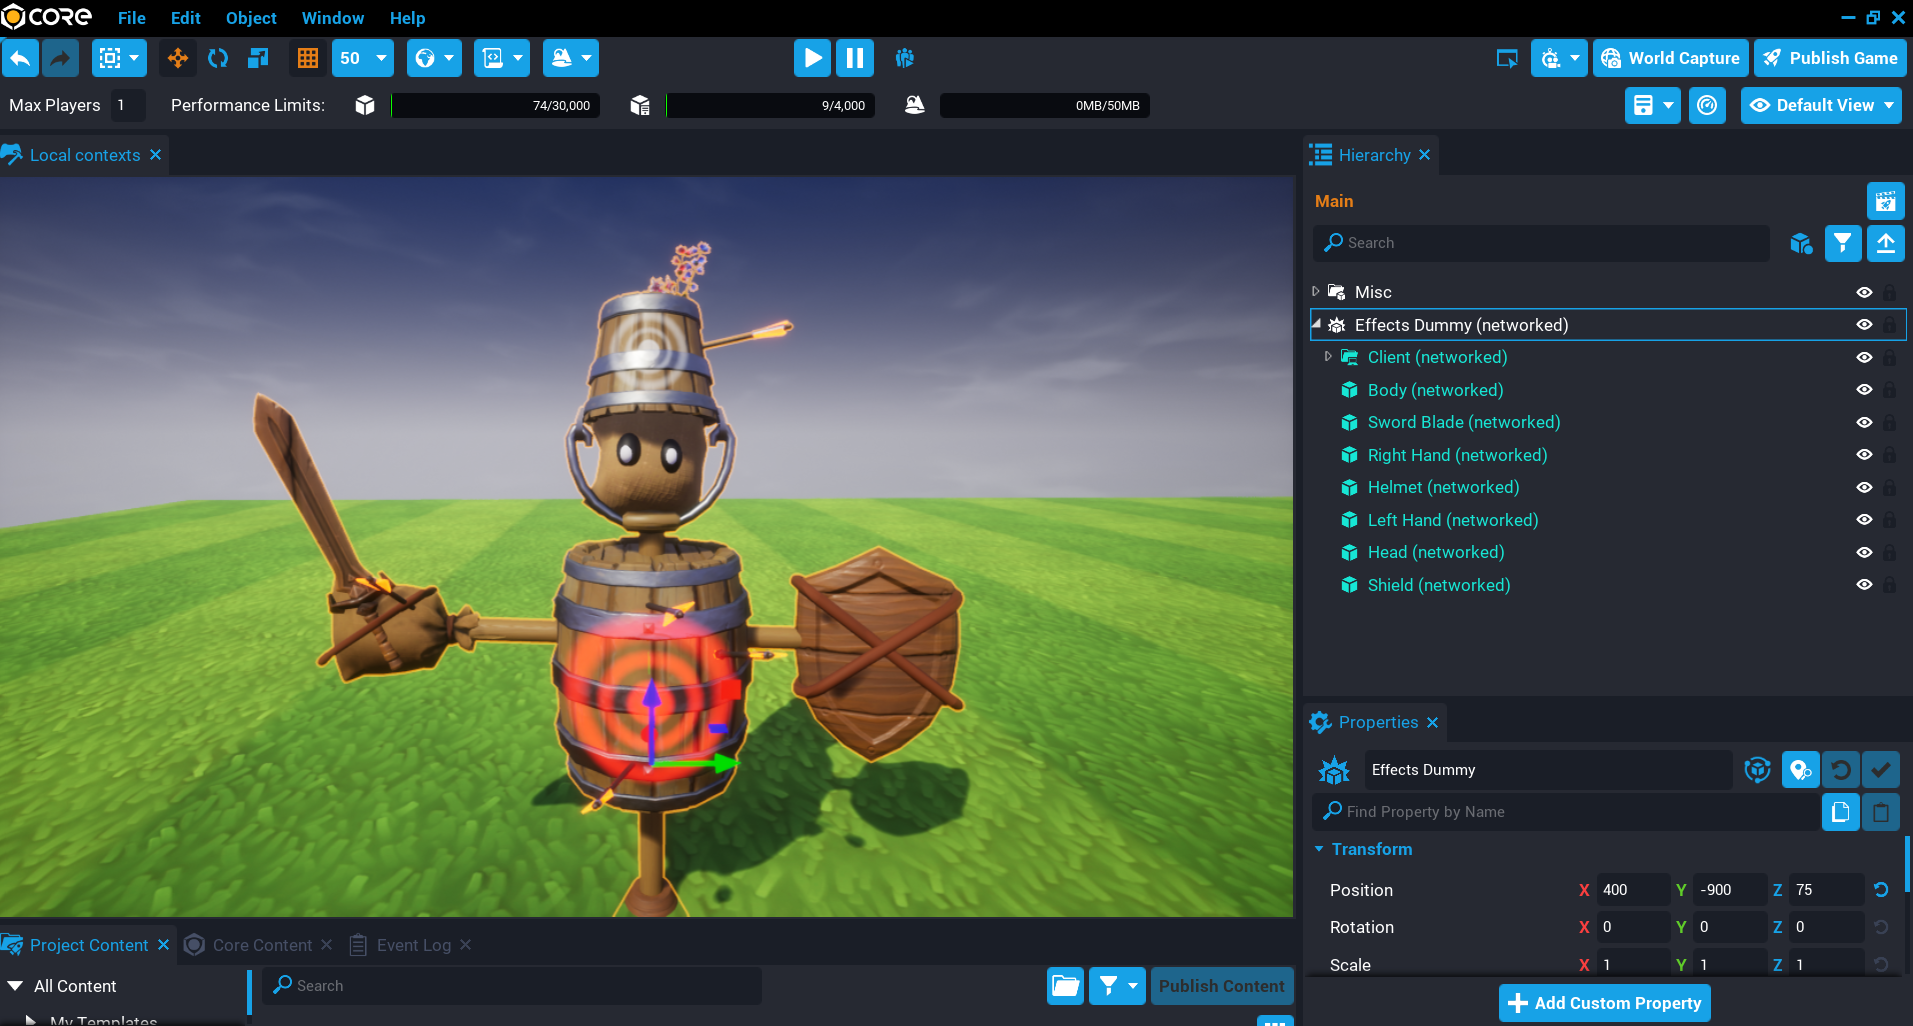 CORE File Edit Object Window Help
50 World Capture Publish Game
Max Players 1 Performance Limits: 74/30,000 9/4,000 0MB/50MB Default View
Local contexts
Hierarchy
Main
Search
Misc
Effects Dummy (networked)
Client (networked)
Body (networked)
Sword Blade (networked)
Right Hand (networked)
Helmet (networked)
Left Hand (networked)
Head (networked)
Shield (networked)
Properties
Effects Dummy
Find Property by Name
Transform
Position X 400 Y -900 Z 75
Rotation X 0 Y 0 Z 0
Scale X 1 Y 1 Z 1
Add Custom Property
Project Content Core Content Event Log
All Content
Search Publish Content
My Templates